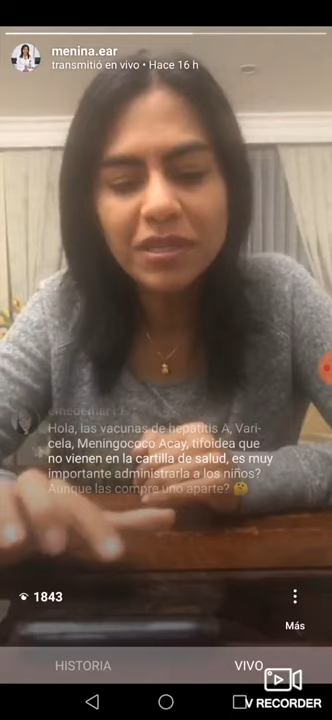 menina.ear
transmitió en vivo • Hace 16 h
emedemar19
Hola, las vacunas de hepatitis A, Vari-
cela, Meningococo Acay, tifoidea que
no vienen en la cartilla de salud, es muy
importante administrarla a los niños?
Aunque las compre uno aparte? 🤔
1843
Más
HISTORIA
VIVO
V RECORDER